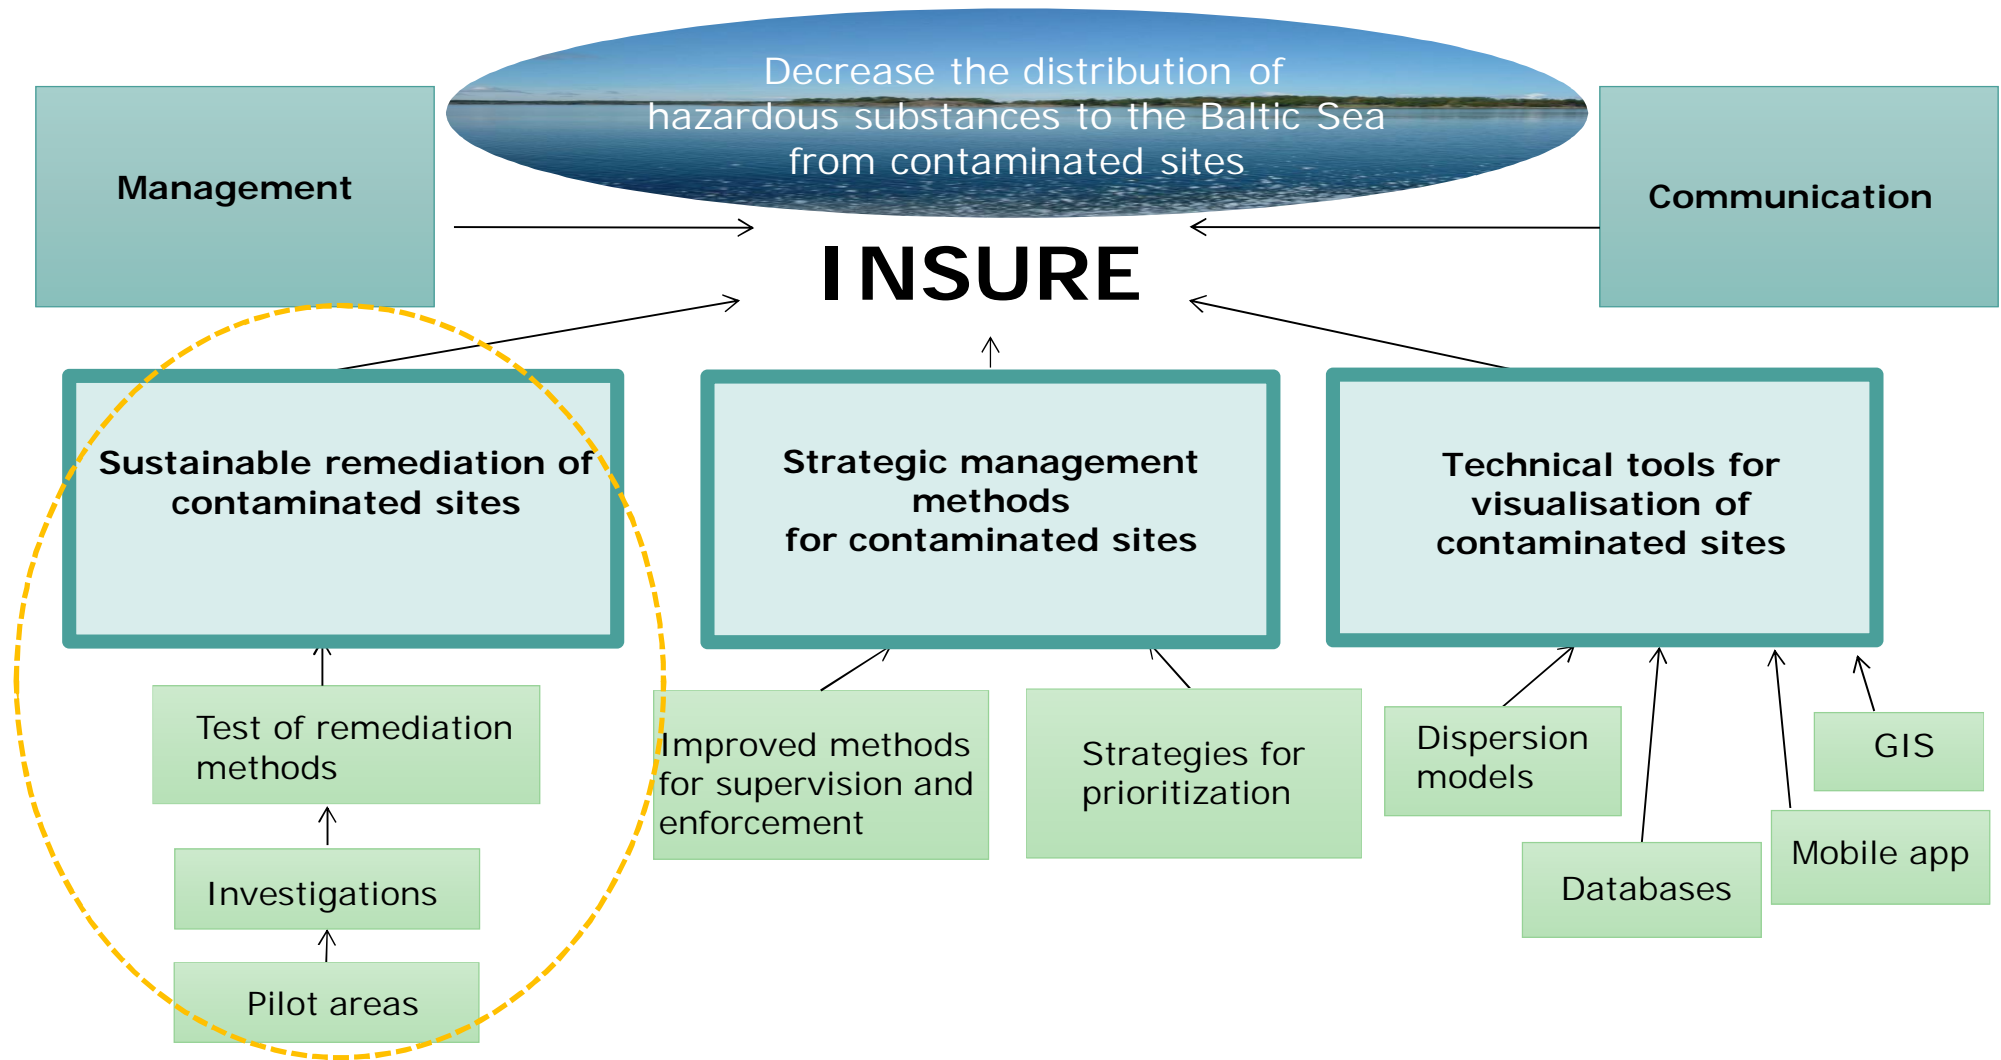 Decrease the distribution of
hazardous substances to the Baltic Sea
from contaminated sites
Management
Communication
INSURE
Sustainable remediation of
contaminated sites
Strategic management
methods
for contaminated sites
Technical tools for
visualisation of
contaminated sites
Test of remediation
methods
Investigations
Pilot areas
Improved methods
for supervision and
enforcement
Strategies for
prioritization
Dispersion
models
Databases
Mobile app
GIS